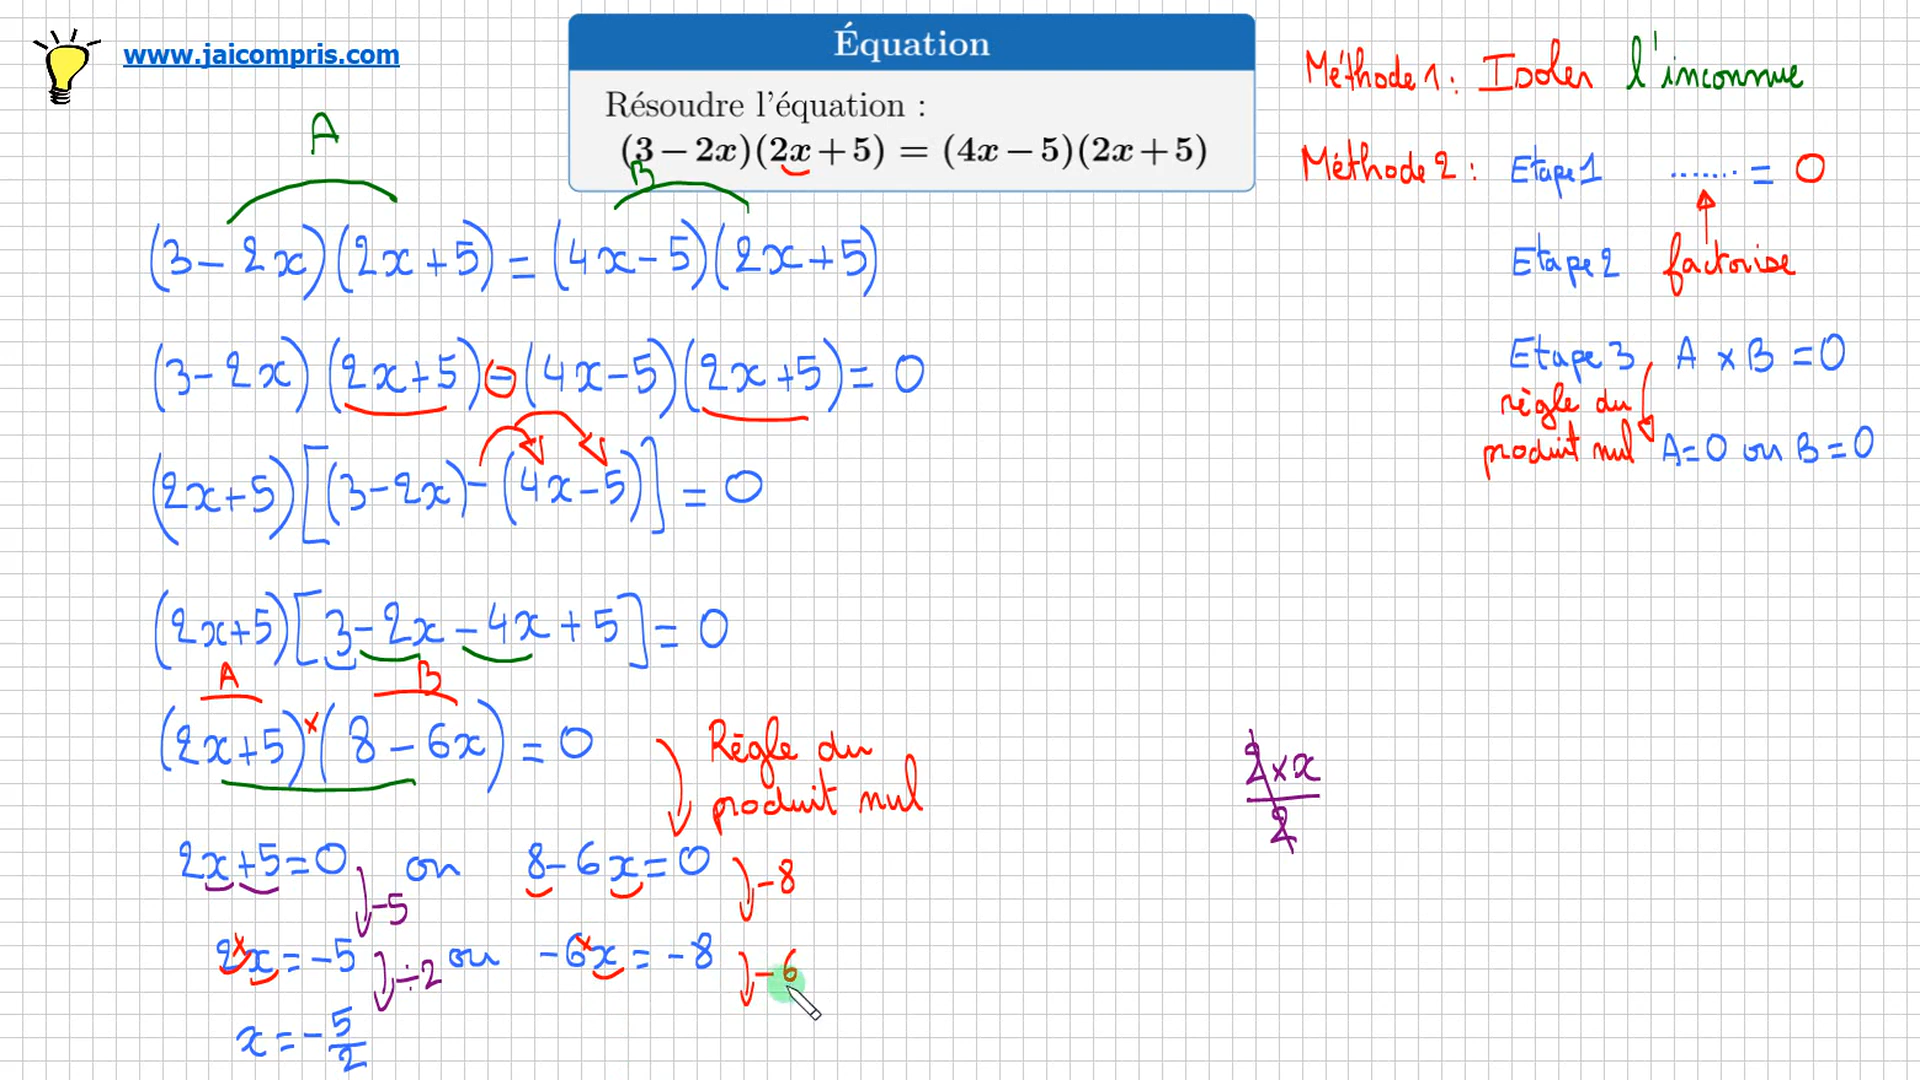 www.jaicompris.com
Équation
Résoudre l'équation :
(3 − 2x)(2x + 5) = (4x − 5)(2x + 5)
Méthode 1 : Isoler l'inconnue
Méthode 2 : Etape 1 ....... = 0
Etape 2 factorise
Etape 3 A × B = 0
règle du
produit nul A = 0 ou B = 0
A
B
(3 − 2x)(2x + 5) = (4x − 5)(2x + 5)
(3 − 2x)(2x + 5) − (4x − 5)(2x + 5) = 0
(2x + 5)[(3 − 2x) − (4x − 5)] = 0
(2x + 5)[3 − 2x − 4x + 5] = 0
A B
(2x + 5) × (8 − 6x) = 0
Règle du
produit nul
2x + 5 = 0 ou 8 − 6x = 0
−5 −8
2×x = −5 ou −6×x = −8
÷2 −6
x = −5/2
2×x
2